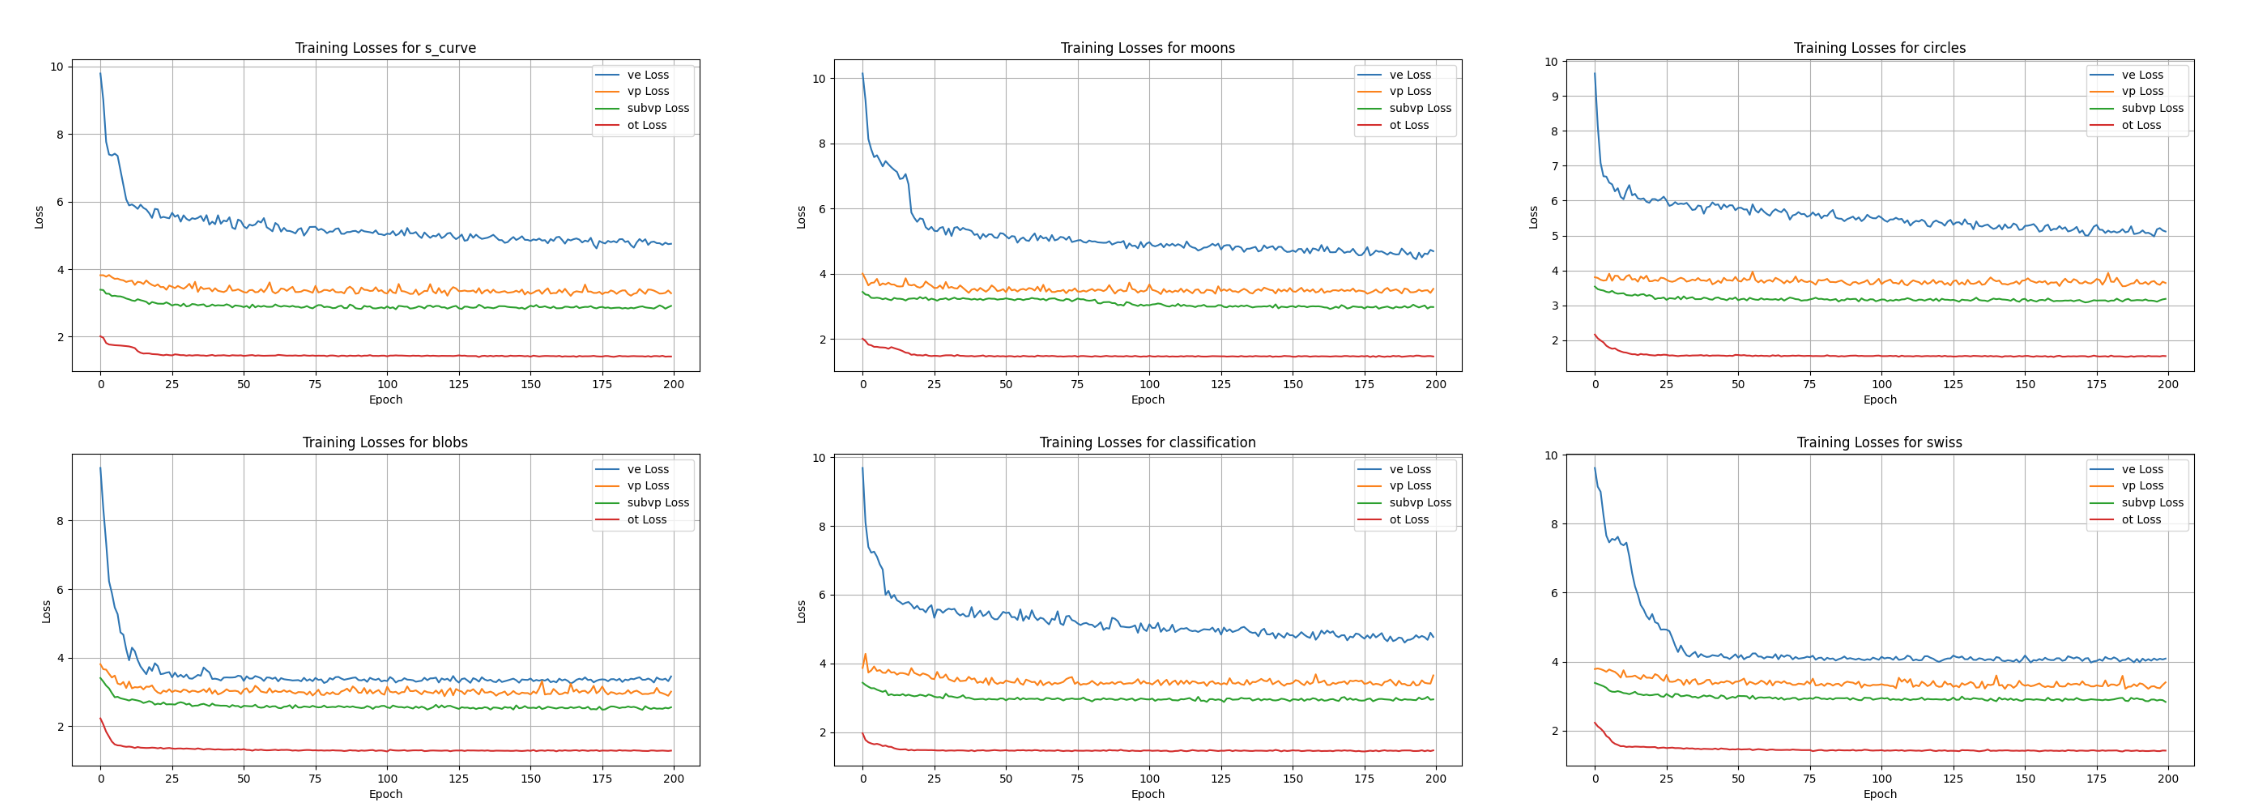 Training Losses for s_curve
10
8
6
4
2
Loss
ve Loss
vp Loss
subvp Loss
ot Loss
0 25 50 75 100 125 150 175 200
Epoch
Training Losses for moons
10
8
6
4
2
Loss
ve Loss
vp Loss
subvp Loss
ot Loss
0 25 50 75 100 125 150 175 200
Epoch
Training Losses for circles
10
9
8
7
6
5
4
3
2
Loss
ve Loss
vp Loss
subvp Loss
ot Loss
0 25 50 75 100 125 150 175 200
Epoch
Training Losses for blobs
8
6
4
2
Loss
ve Loss
vp Loss
subvp Loss
ot Loss
0 25 50 75 100 125 150 175 200
Epoch
Training Losses for classification
10
8
6
4
2
Loss
ve Loss
vp Loss
subvp Loss
ot Loss
0 25 50 75 100 125 150 175 200
Epoch
Training Losses for swiss
10
8
6
4
2
Loss
ve Loss
vp Loss
subvp Loss
ot Loss
0 25 50 75 100 125 150 175 200
Epoch